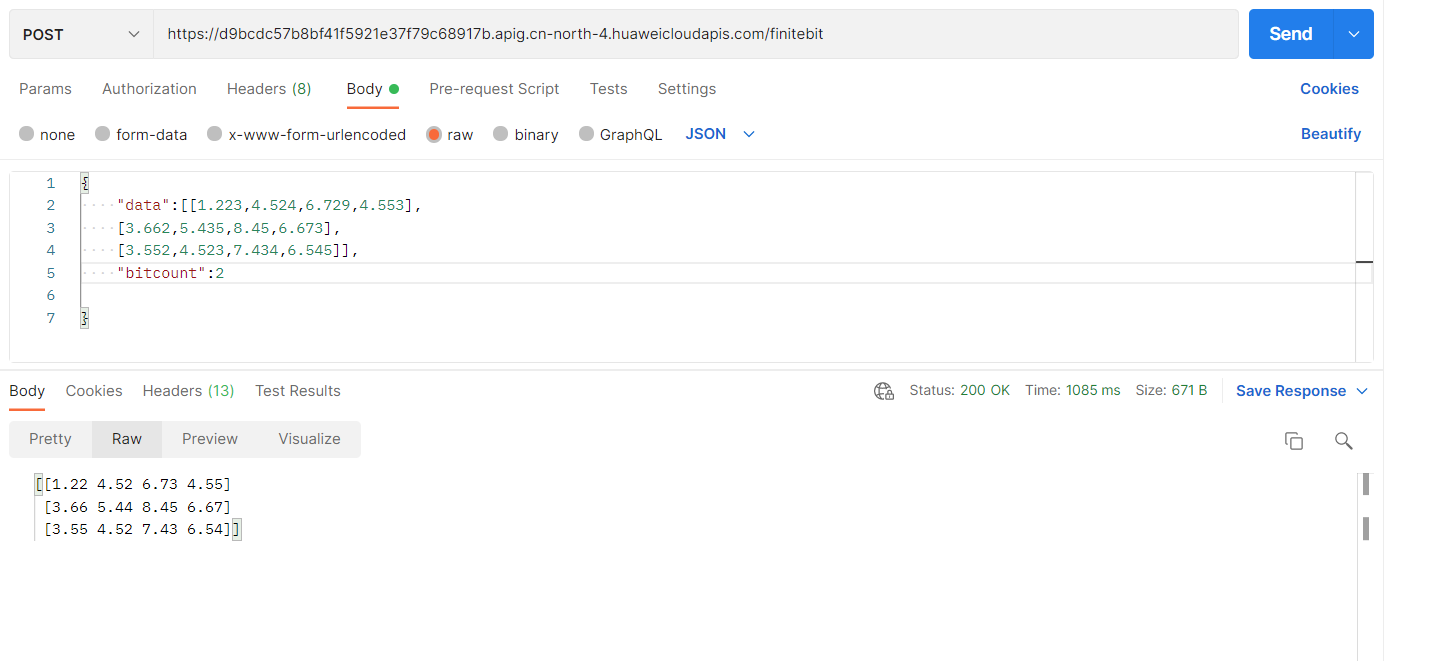 POST https://d9bcdc57b8bf41f5921e37f79c68917b.apig.cn-north-4.huaweicloudapis.com/finitebit Send
Params Authorization Headers (8) Body Pre-request Script Tests Settings Cookies
none form-data x-www-form-urlencoded raw binary GraphQL JSON Beautify
1 {
2 ····"data":[[1.223,4.524,6.729,4.553],
3 ····[3.662,5.435,8.45,6.673],
4 ····[3.552,4.523,7.434,6.545]],
5 ····"bitcount":2
6
7 }
Body Cookies Headers (13) Test Results Status: 200 OK Time: 1085 ms Size: 671 B Save Response
Pretty Raw Preview Visualize
[[1.22 4.52 6.73 4.55]
[3.66 5.44 8.45 6.67]
[3.55 4.52 7.43 6.54]]